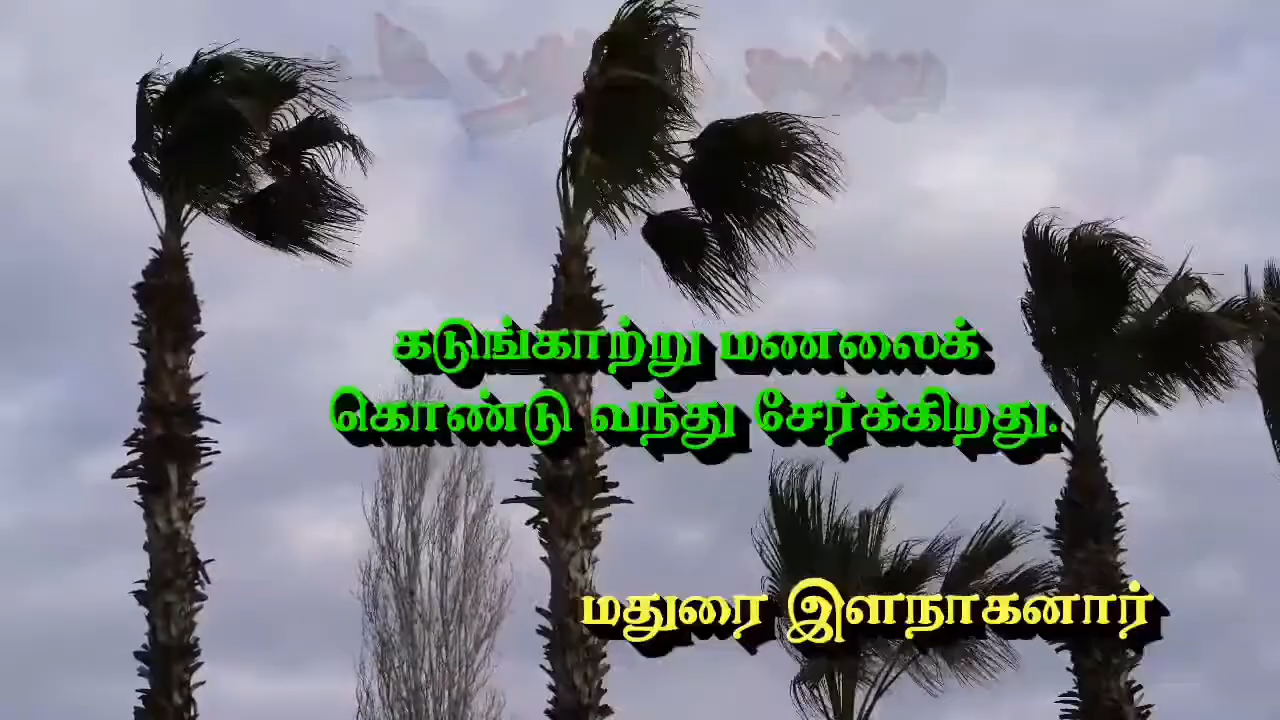 கடுங்காற்று மணலைக்
கொண்டு வந்து சேர்க்கிறது.
மதுரை இளநாகனார்